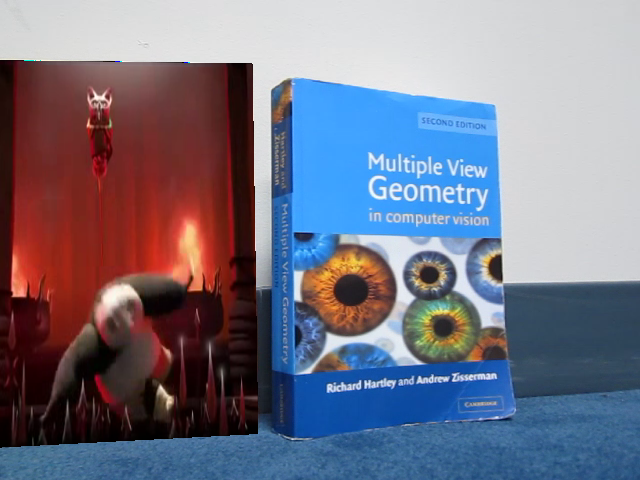 SECOND EDITION
Multiple View
Geometry
in computer vision
Richard Hartley and Andrew Zisserman
CAMBRIDGE
Hartley and
Zisserman
Multiple View Geometry